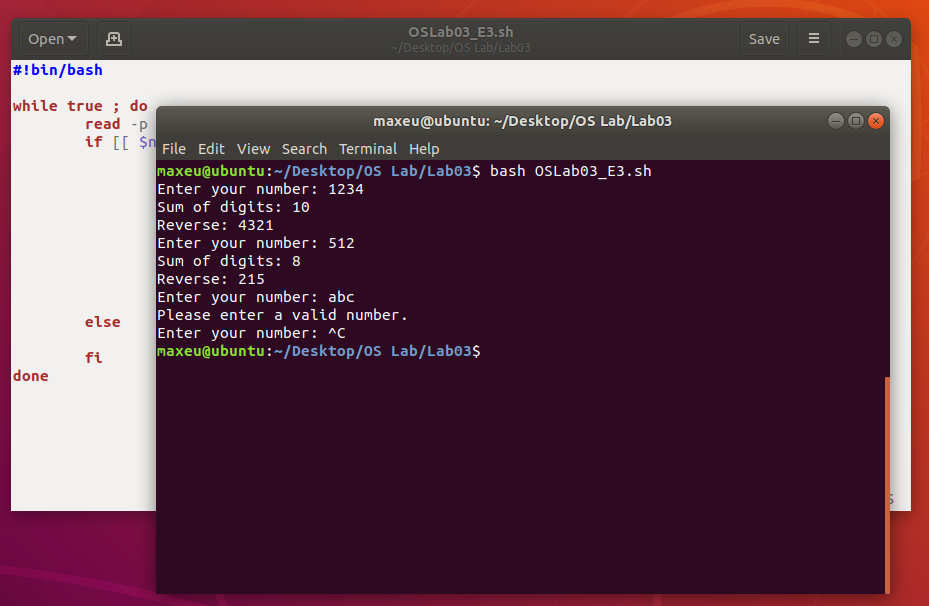 Open
OSLab03_E3.sh
~/Desktop/OS Lab/Lab03
Save
#!bin/bash
while true ; do
read -p
if [[ $n
else
fi
done
maxeu@ubuntu: ~/Desktop/OS Lab/Lab03
File Edit View Search Terminal Help
maxeu@ubuntu:~/Desktop/OS Lab/Lab03$ bash OSLab03_E3.sh
Enter your number: 1234
Sum of digits: 10
Reverse: 4321
Enter your number: 512
Sum of digits: 8
Reverse: 215
Enter your number: abc
Please enter a valid number.
Enter your number: ^C
maxeu@ubuntu:~/Desktop/OS Lab/Lab03$